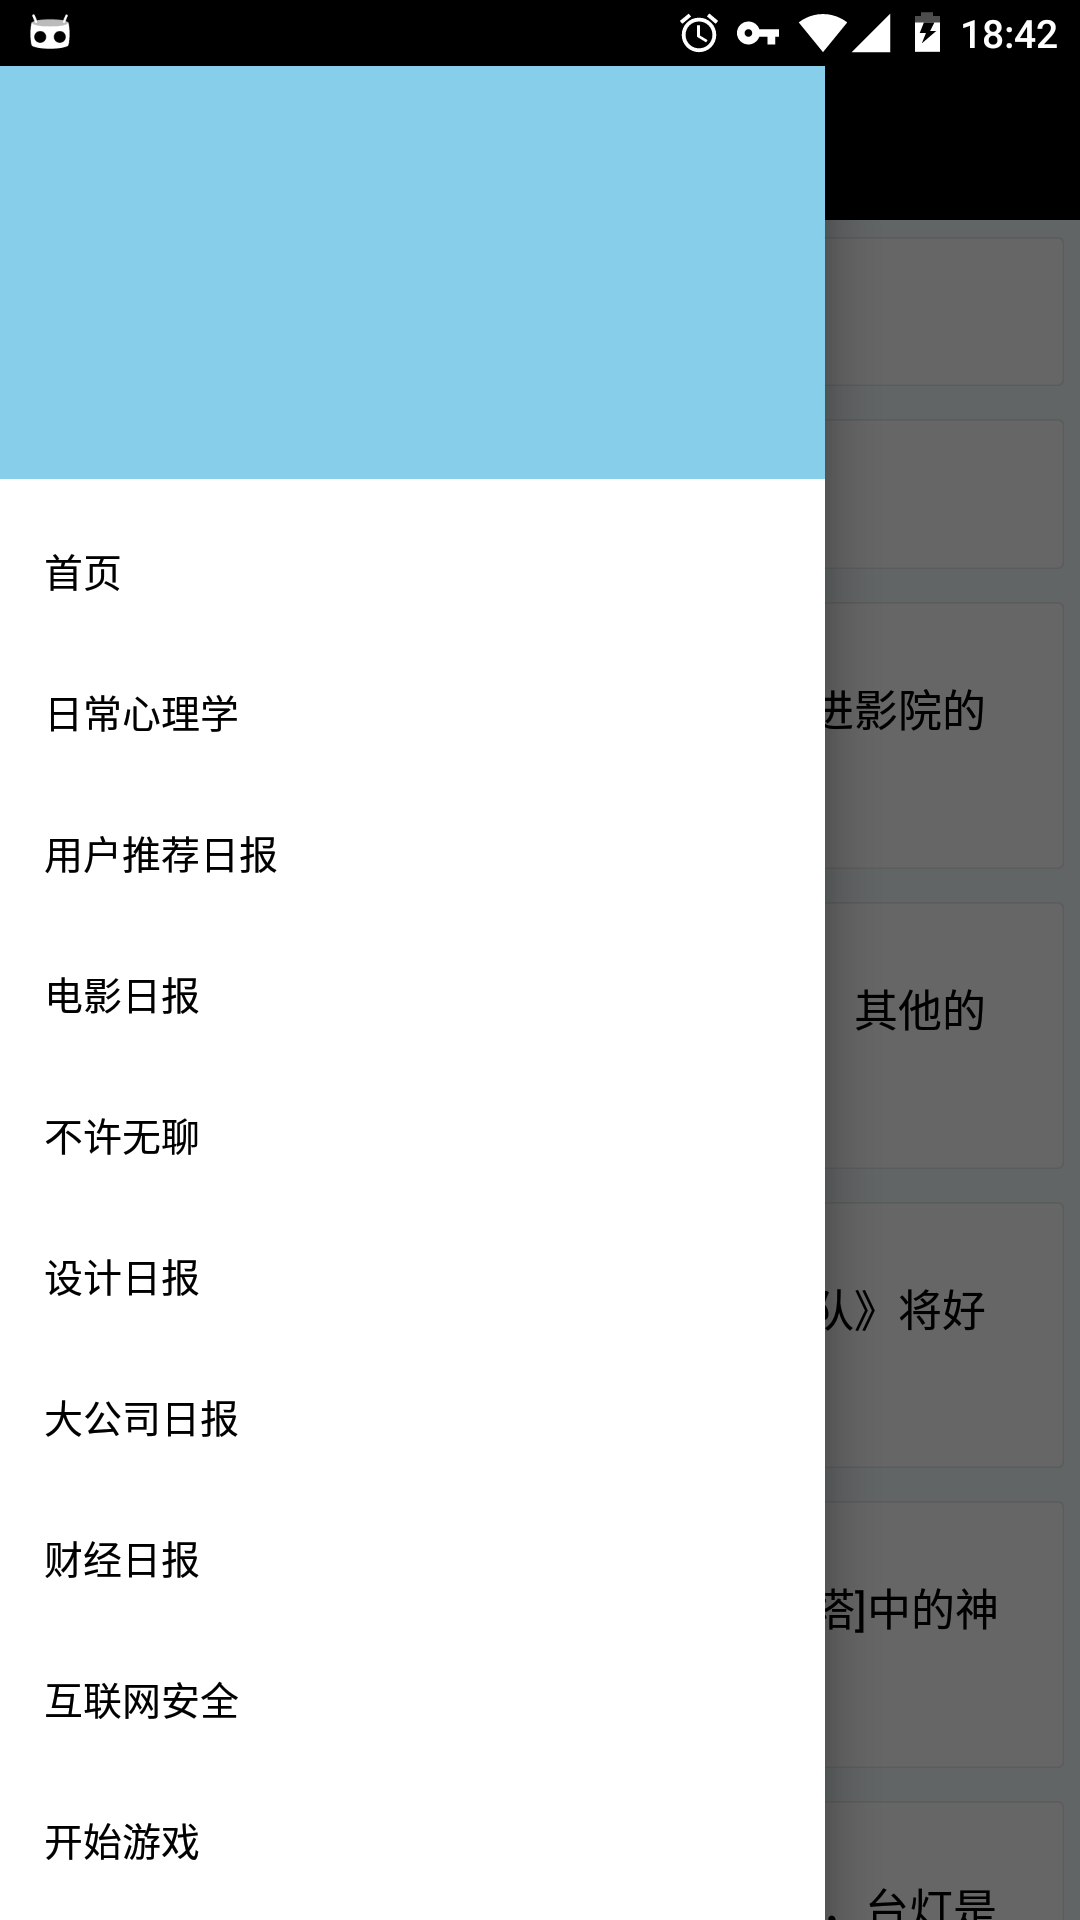 18:42
首页
日常心理学
用户推荐日报
电影日报
不许无聊
设计日报
大公司日报
财经日报
互联网安全
开始游戏
进影院的
其他的
队》将好
塔]中的神
台灯是